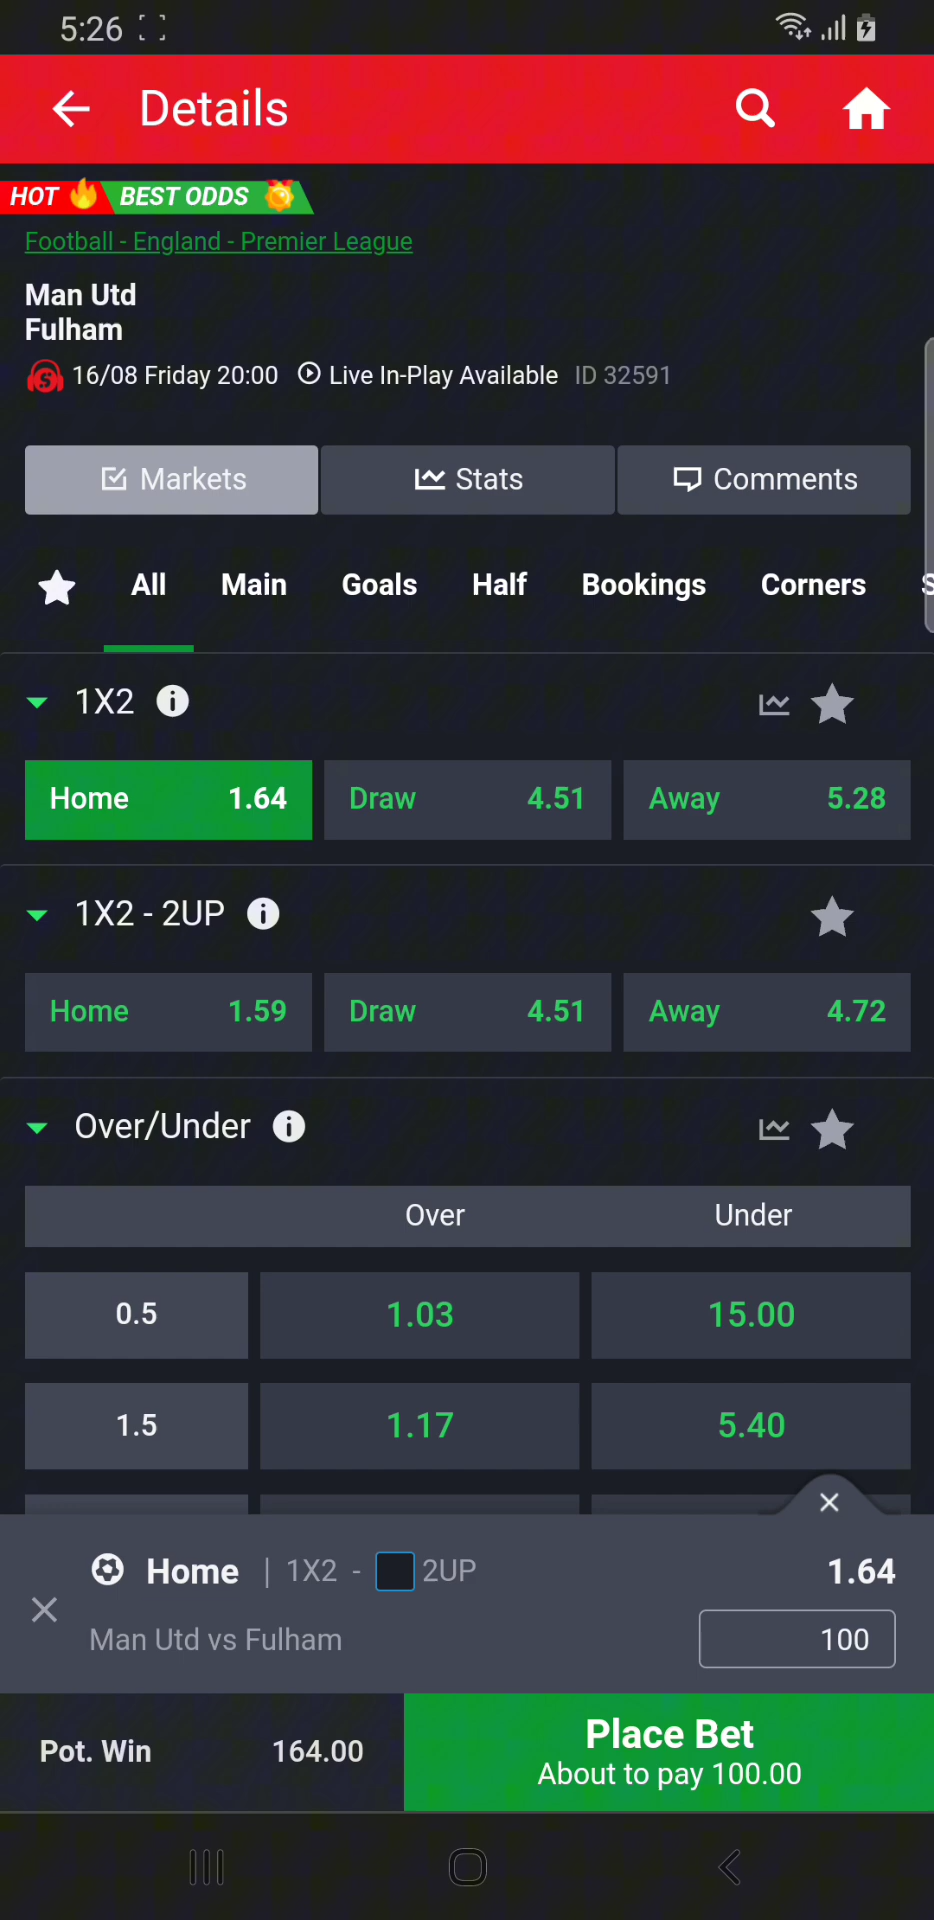 5:26
Details
HOT BEST ODDS
Football - England - Premier League
Man Utd
Fulham
16/08 Friday 20:00 Live In-Play Available ID 32591
Markets Stats Comments
All Main Goals Half Bookings Corners S
1X2
Home 1.64 Draw 4.51 Away 5.28
1X2 - 2UP
Home 1.59 Draw 4.51 Away 4.72
Over/Under
Over Under
0.5 1.03 15.00
1.5 1.17 5.40
Home | 1X2 - 2UP 1.64
Man Utd vs Fulham 100
Pot. Win 164.00 Place Bet
About to pay 100.00